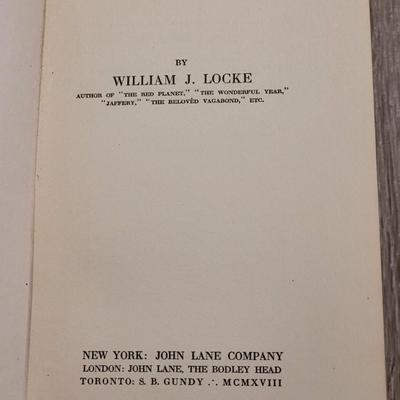 BY
WILLIAM J. LOCKE
AUTHOR OF "THE RED PLANET," "THE WONDERFUL YEAR,"
"JAFFERY," "THE BELOVÈD VAGABOND," ETC.
NEW YORK: JOHN LANE COMPANY
LONDON: JOHN LANE, THE BODLEY HEAD
TORONTO: S. B. GUNDY .·. MCMXVIII